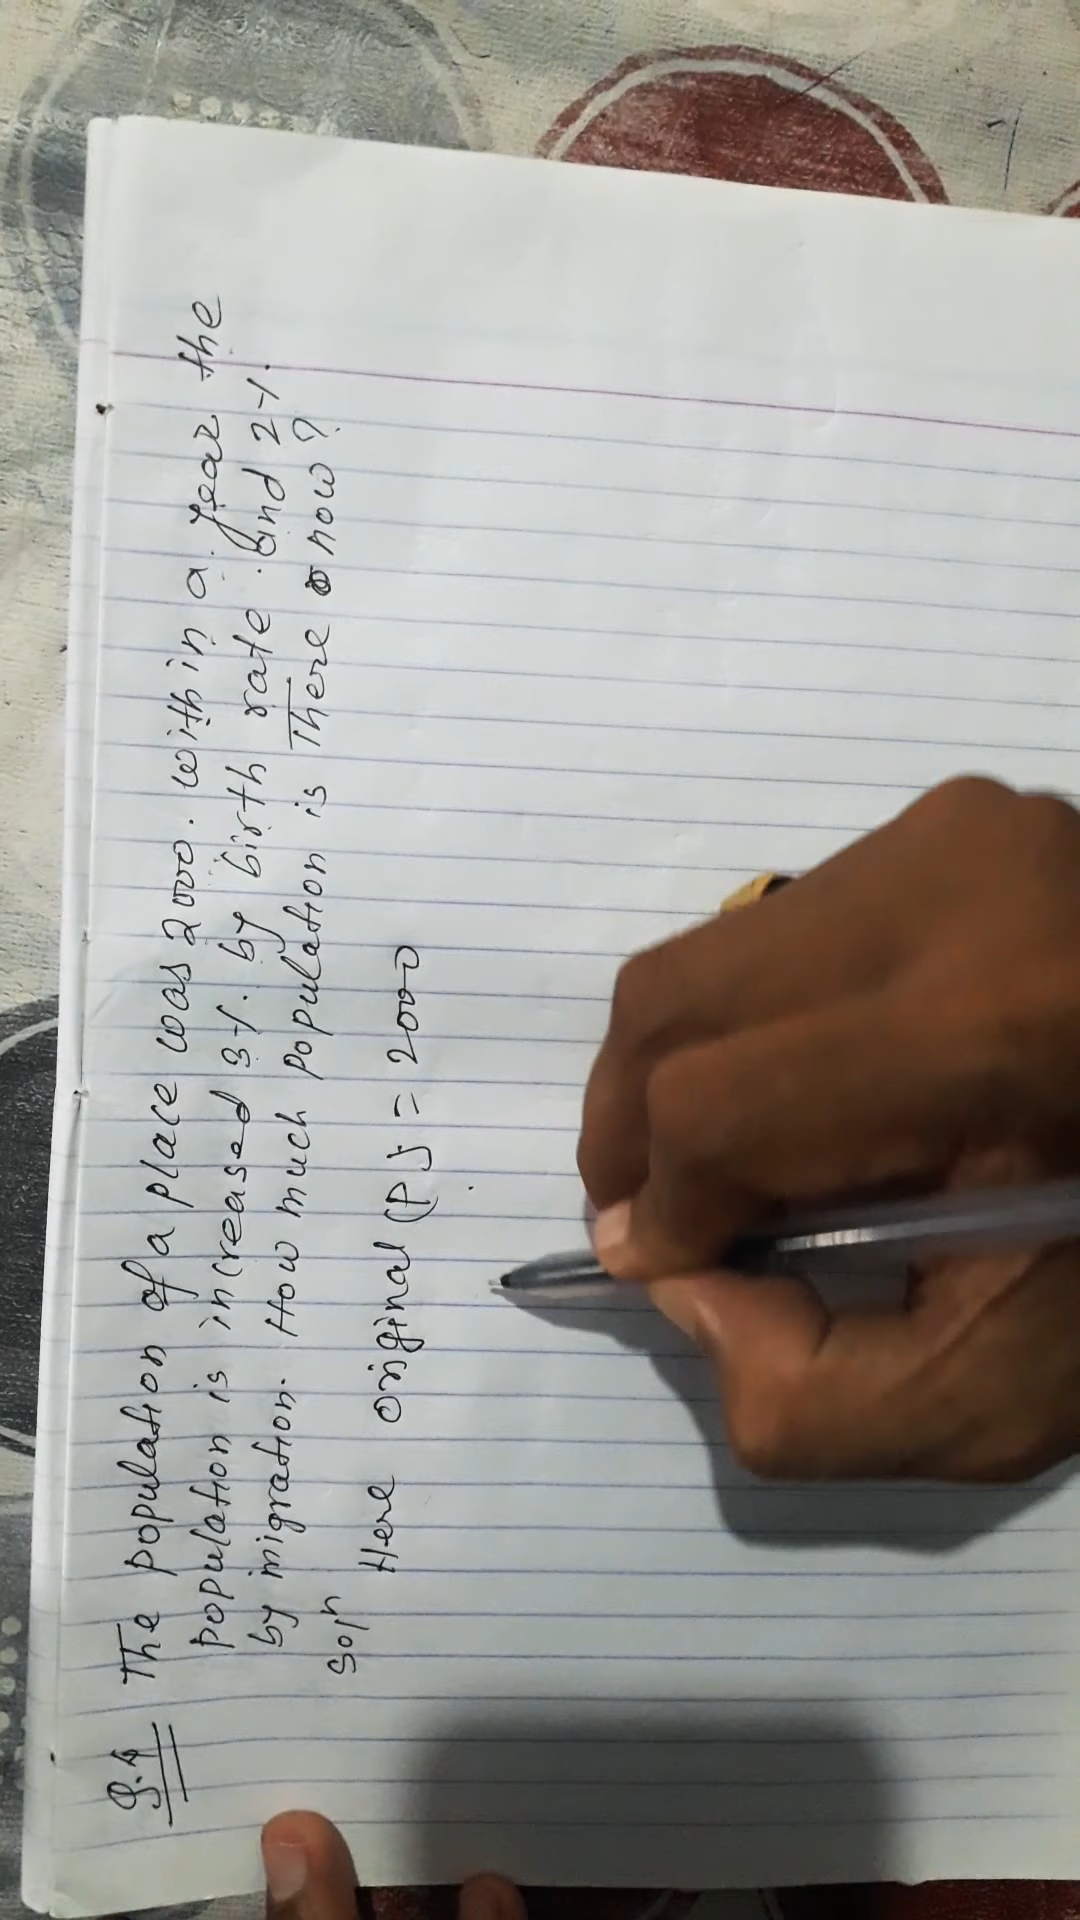 Q.4 The population of a place was 2000. within a year the
population is increased 3%. by birth rate. and 2%.
by migration. How much population is There now?
Soln
Here original (P) = 2000